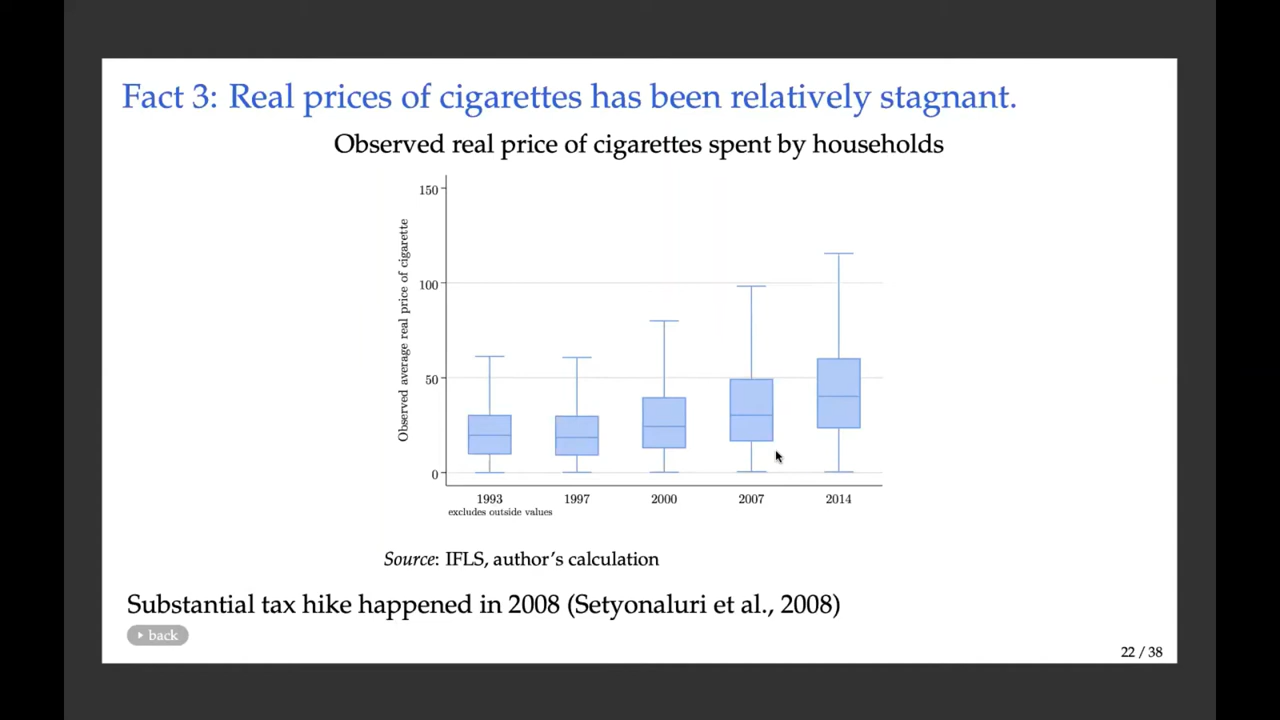 Fact 3: Real prices of cigarettes has been relatively stagnant.
Observed real price of cigarettes spent by households
Observed average real price of cigarette
150
100
50
0
1993
1997
2000
2007
2014
excludes outside values
Source: IFLS, author's calculation
Substantial tax hike happened in 2008 (Setyonaluri et al., 2008)
back
22 / 38